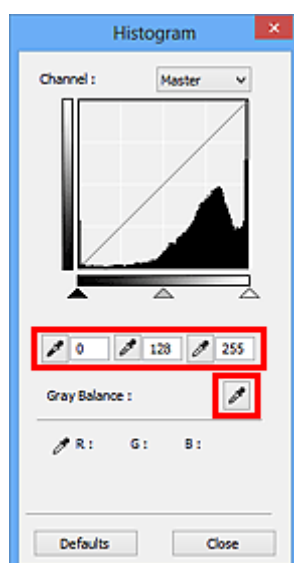 Histogram
Channel : Master
0 128 255
Gray Balance :
R : G : B :
Defaults Close